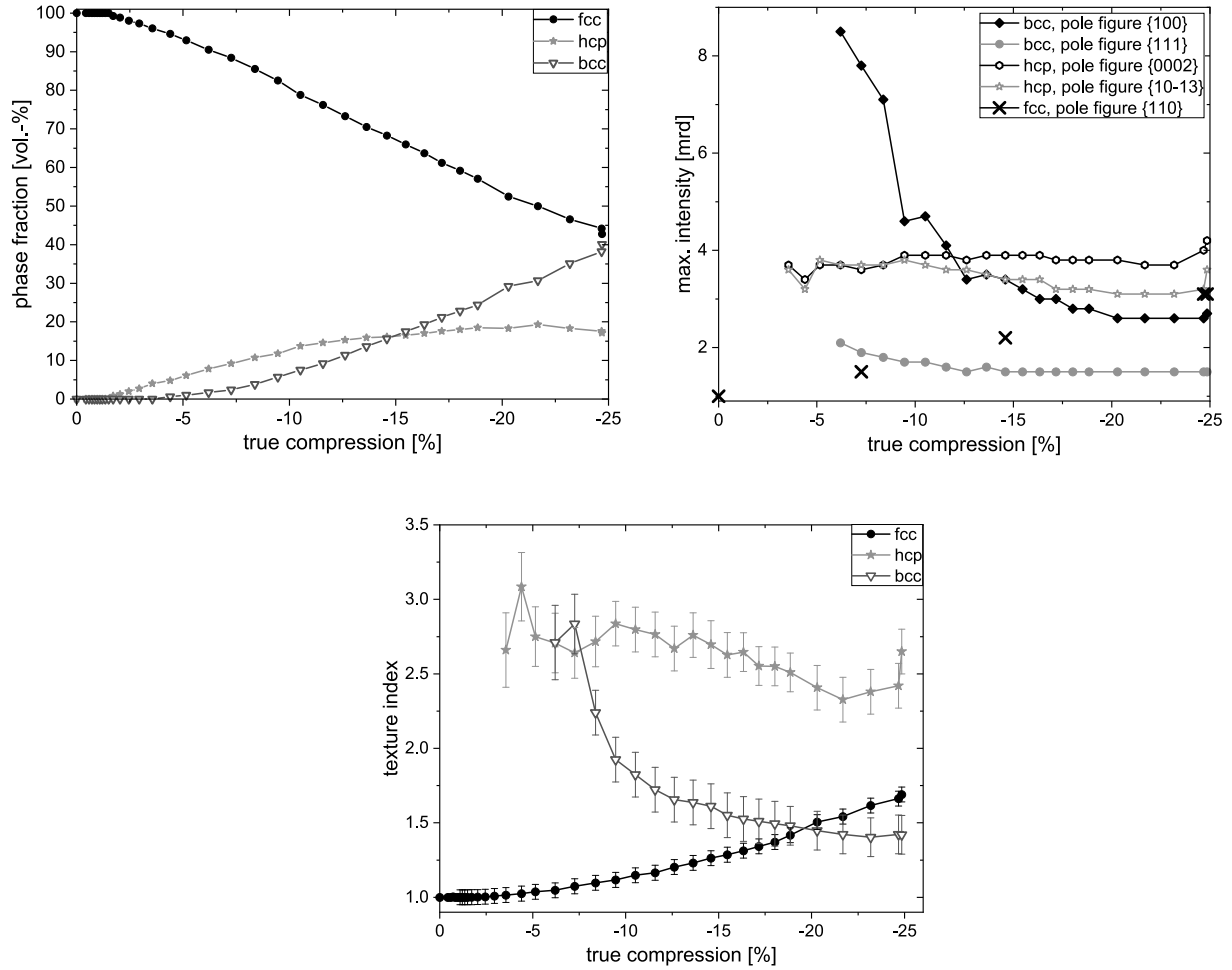 100
90
80
70
60
50
40
30
20
10
0
phase fraction [vol.-%]
fcc
hcp
bcc
0
-5
-10
-15
-20
-25
true compression [%]
8
6
4
2
max. intensity [mrd]
bcc, pole figure {100}
bcc, pole figure {111}
hcp, pole figure {0002}
hcp, pole figure {10-13}
fcc, pole figure {110}
0
-5
-10
-15
-20
-25
true compression [%]
3.5
3.0
2.5
2.0
1.5
1.0
texture index
fcc
hcp
bcc
0
-5
-10
-15
-20
-25
true compression [%]